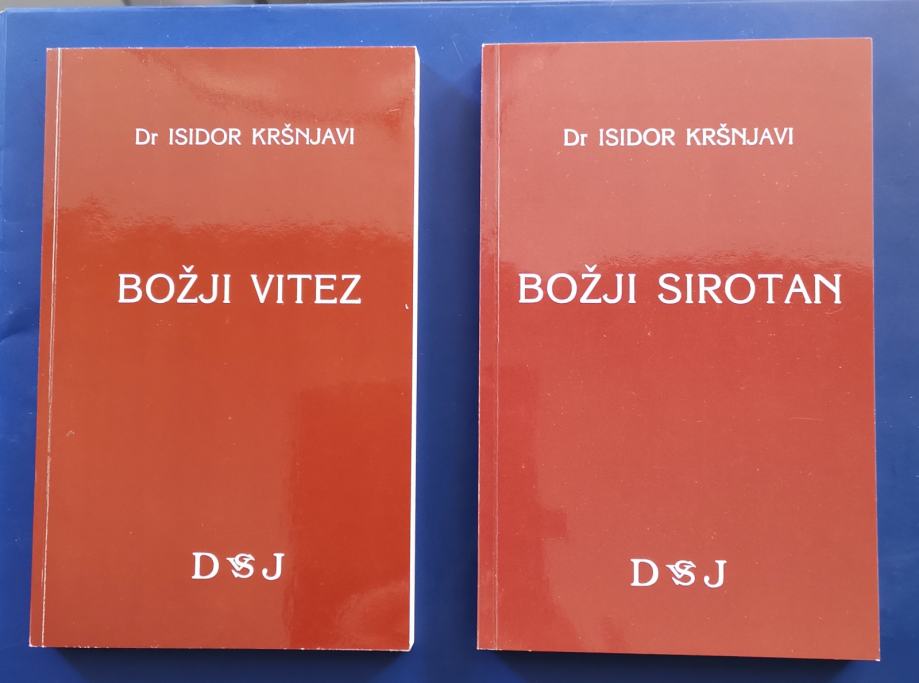 Dr ISIDOR KRŠNJAVI
BOŽJI VITEZ
DSJ
Dr ISIDOR KRŠNJAVI
BOŽJI SIROTAN
DSJ